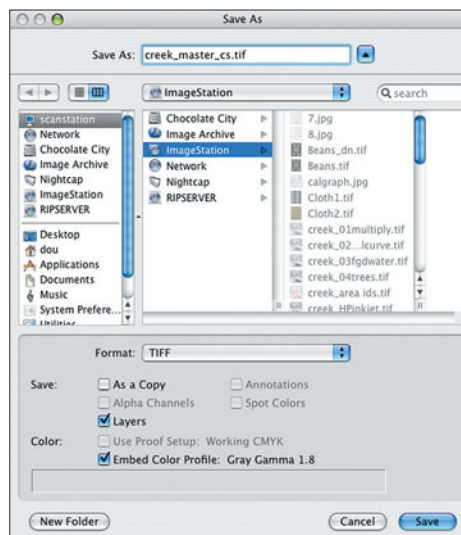 Save As
Save As: creek_master_cs.tif
ImageStation
search
scanstation
Network
Chocolate City
Image Archive
Nightcap
ImageStation
RIPSERVER
Desktop
dou
Applications
Documents
Music
System Prefere...
Utilities
Chocolate City
Image Archive
ImageStation
Network
Nightcap
RIPSERVER
7.jpg
8.jpg
Beans_dn.tif
Beans.tif
calgraph.jpg
Cloth1.tif
Cloth2.tif
creek_01multiply.tif
creek_02...lcurve.tif
creek_03fgdwater.tif
creek_04trees.tif
creek_area ids.tif
creek_HPinkjet.tif
Format: TIFF
Save: As a Copy Annotations
Alpha Channels Spot Colors
Layers
Color: Use Proof Setup: Working CMYK
Embed Color Profile: Gray Gamma 1.8
New Folder Cancel Save